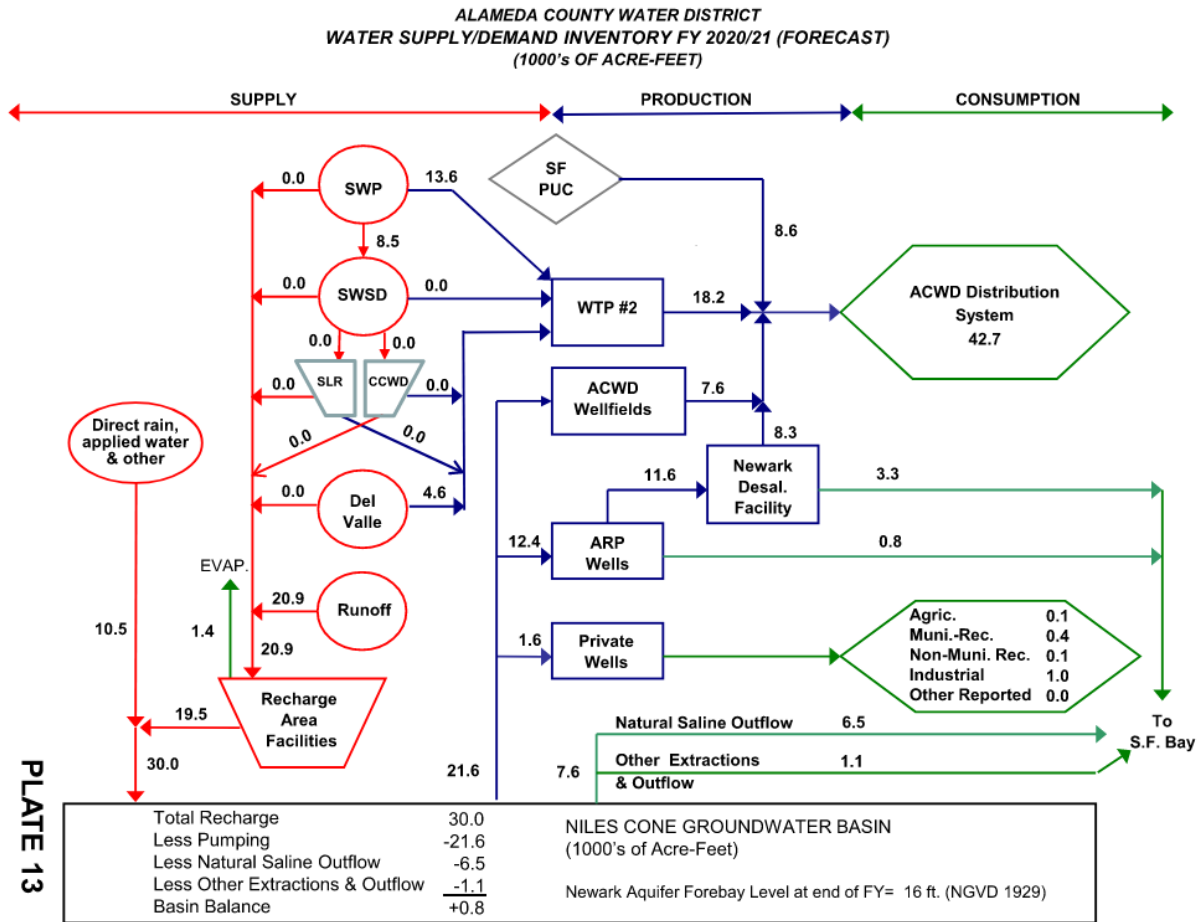 ALAMEDA COUNTY WATER DISTRICT
WATER SUPPLY/DEMAND INVENTORY FY 2020/21 (FORECAST)
(1000's OF ACRE-FEET)
SUPPLY
PRODUCTION
CONSUMPTION
0.0
SWP
13.6
SF
PUC
8.5
8.6
0.0
SWSD
0.0
WTP #2
18.2
ACWD Distribution
System
42.7
0.0
0.0
0.0
SLR
CCWD
0.0
ACWD
Wellfields
7.6
Direct rain,
applied water
& other
0.0
0.0
8.3
0.0
Del
Valle
4.6
11.6
Newark
Desal.
Facility
3.3
12.4
ARP
Wells
0.8
EVAP.
1.4
20.9
Runoff
10.5
20.9
1.6
Private
Wells
Agric. 0.1
Muni.-Rec. 0.4
Non-Muni. Rec. 0.1
Industrial 1.0
Other Reported 0.0
Recharge
Area
Facilities
19.5
30.0
21.6
7.6
Natural Saline Outflow 6.5
Other Extractions 1.1
& Outflow
To
S.F. Bay
PLATE 13
Total Recharge 30.0
Less Pumping -21.6
Less Natural Saline Outflow -6.5
Less Other Extractions & Outflow -1.1
Basin Balance +0.8
NILES CONE GROUNDWATER BASIN
(1000's of Acre-Feet)
Newark Aquifer Forebay Level at end of FY= 16 ft. (NGVD 1929)